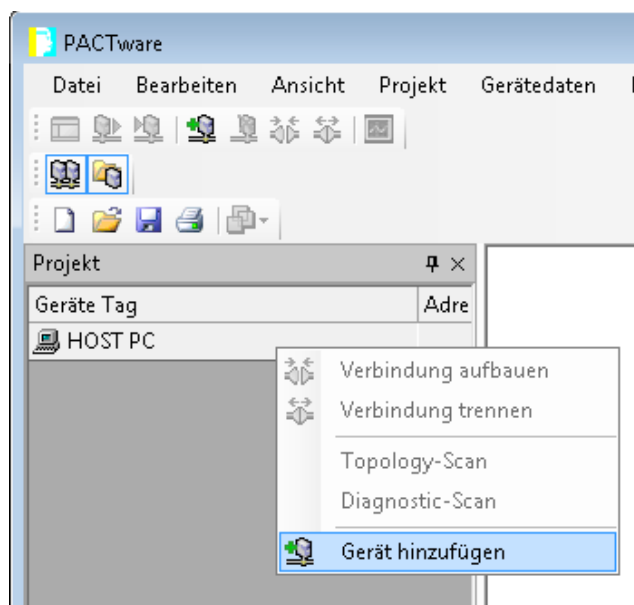 PACTware
Datei Bearbeiten Ansicht Projekt Gerätedaten
Projekt
Geräte Tag Adre
HOST PC
Verbindung aufbauen
Verbindung trennen
Topology-Scan
Diagnostic-Scan
Gerät hinzufügen